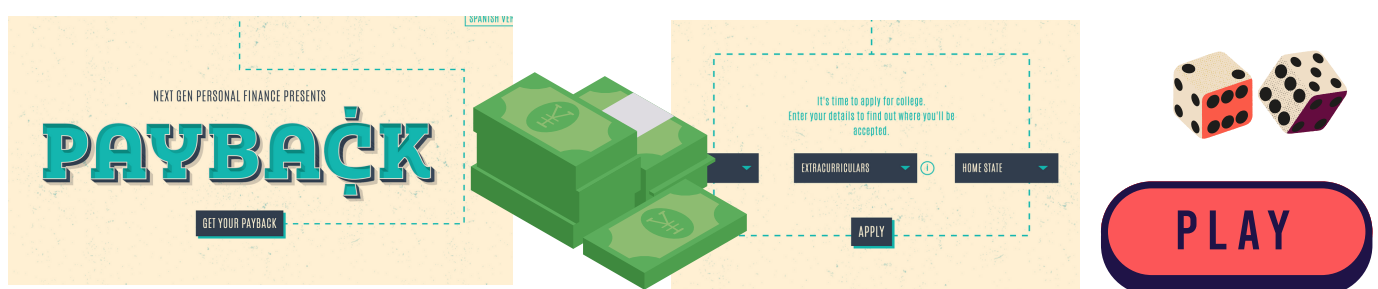 SPANISH VER
NEXT GEN PERSONAL FINANCE PRESENTS
PAYBA₵K
GET YOUR PAYBACK
It's time to apply for college.
Enter your details to find out where you'll be
accepted.
EXTRACURRICULARS
i
HOME STATE
APPLY
PLAY